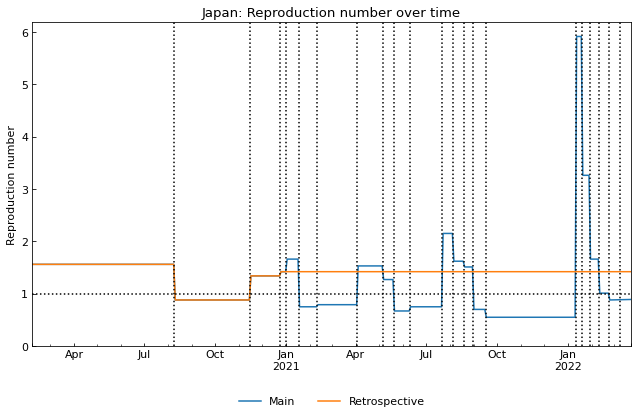 Japan: Reproduction number over time
Reproduction number
6
5
4
3
2
1
0
Apr
Jul
Oct
Jan
2021
Apr
Jul
Oct
Jan
2022
Main
Retrospective